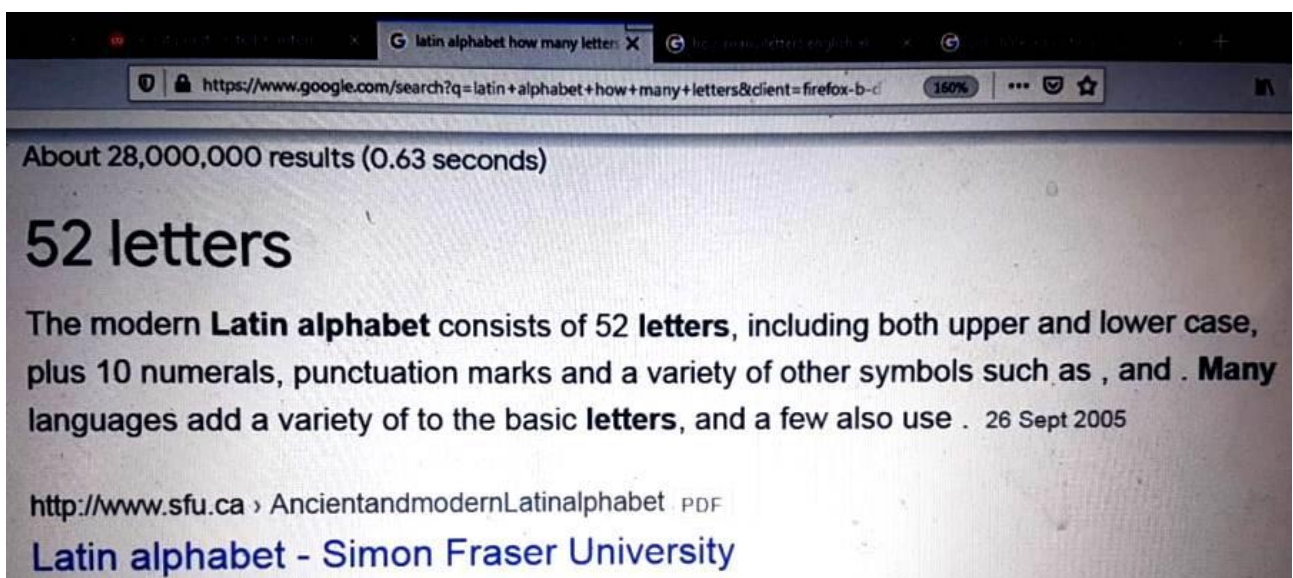 latin alphabet how many letters
https://www.google.com/search?q=latin+alphabet+how+many+letters&client=firefox-b-d
160%
About 28,000,000 results (0.63 seconds)
52 letters
The modern Latin alphabet consists of 52 letters, including both upper and lower case,
plus 10 numerals, punctuation marks and a variety of other symbols such as , and . Many
languages add a variety of to the basic letters, and a few also use . 26 Sept 2005
http://www.sfu.ca › AncientandmodernLatinalphabet PDF
Latin alphabet - Simon Fraser University